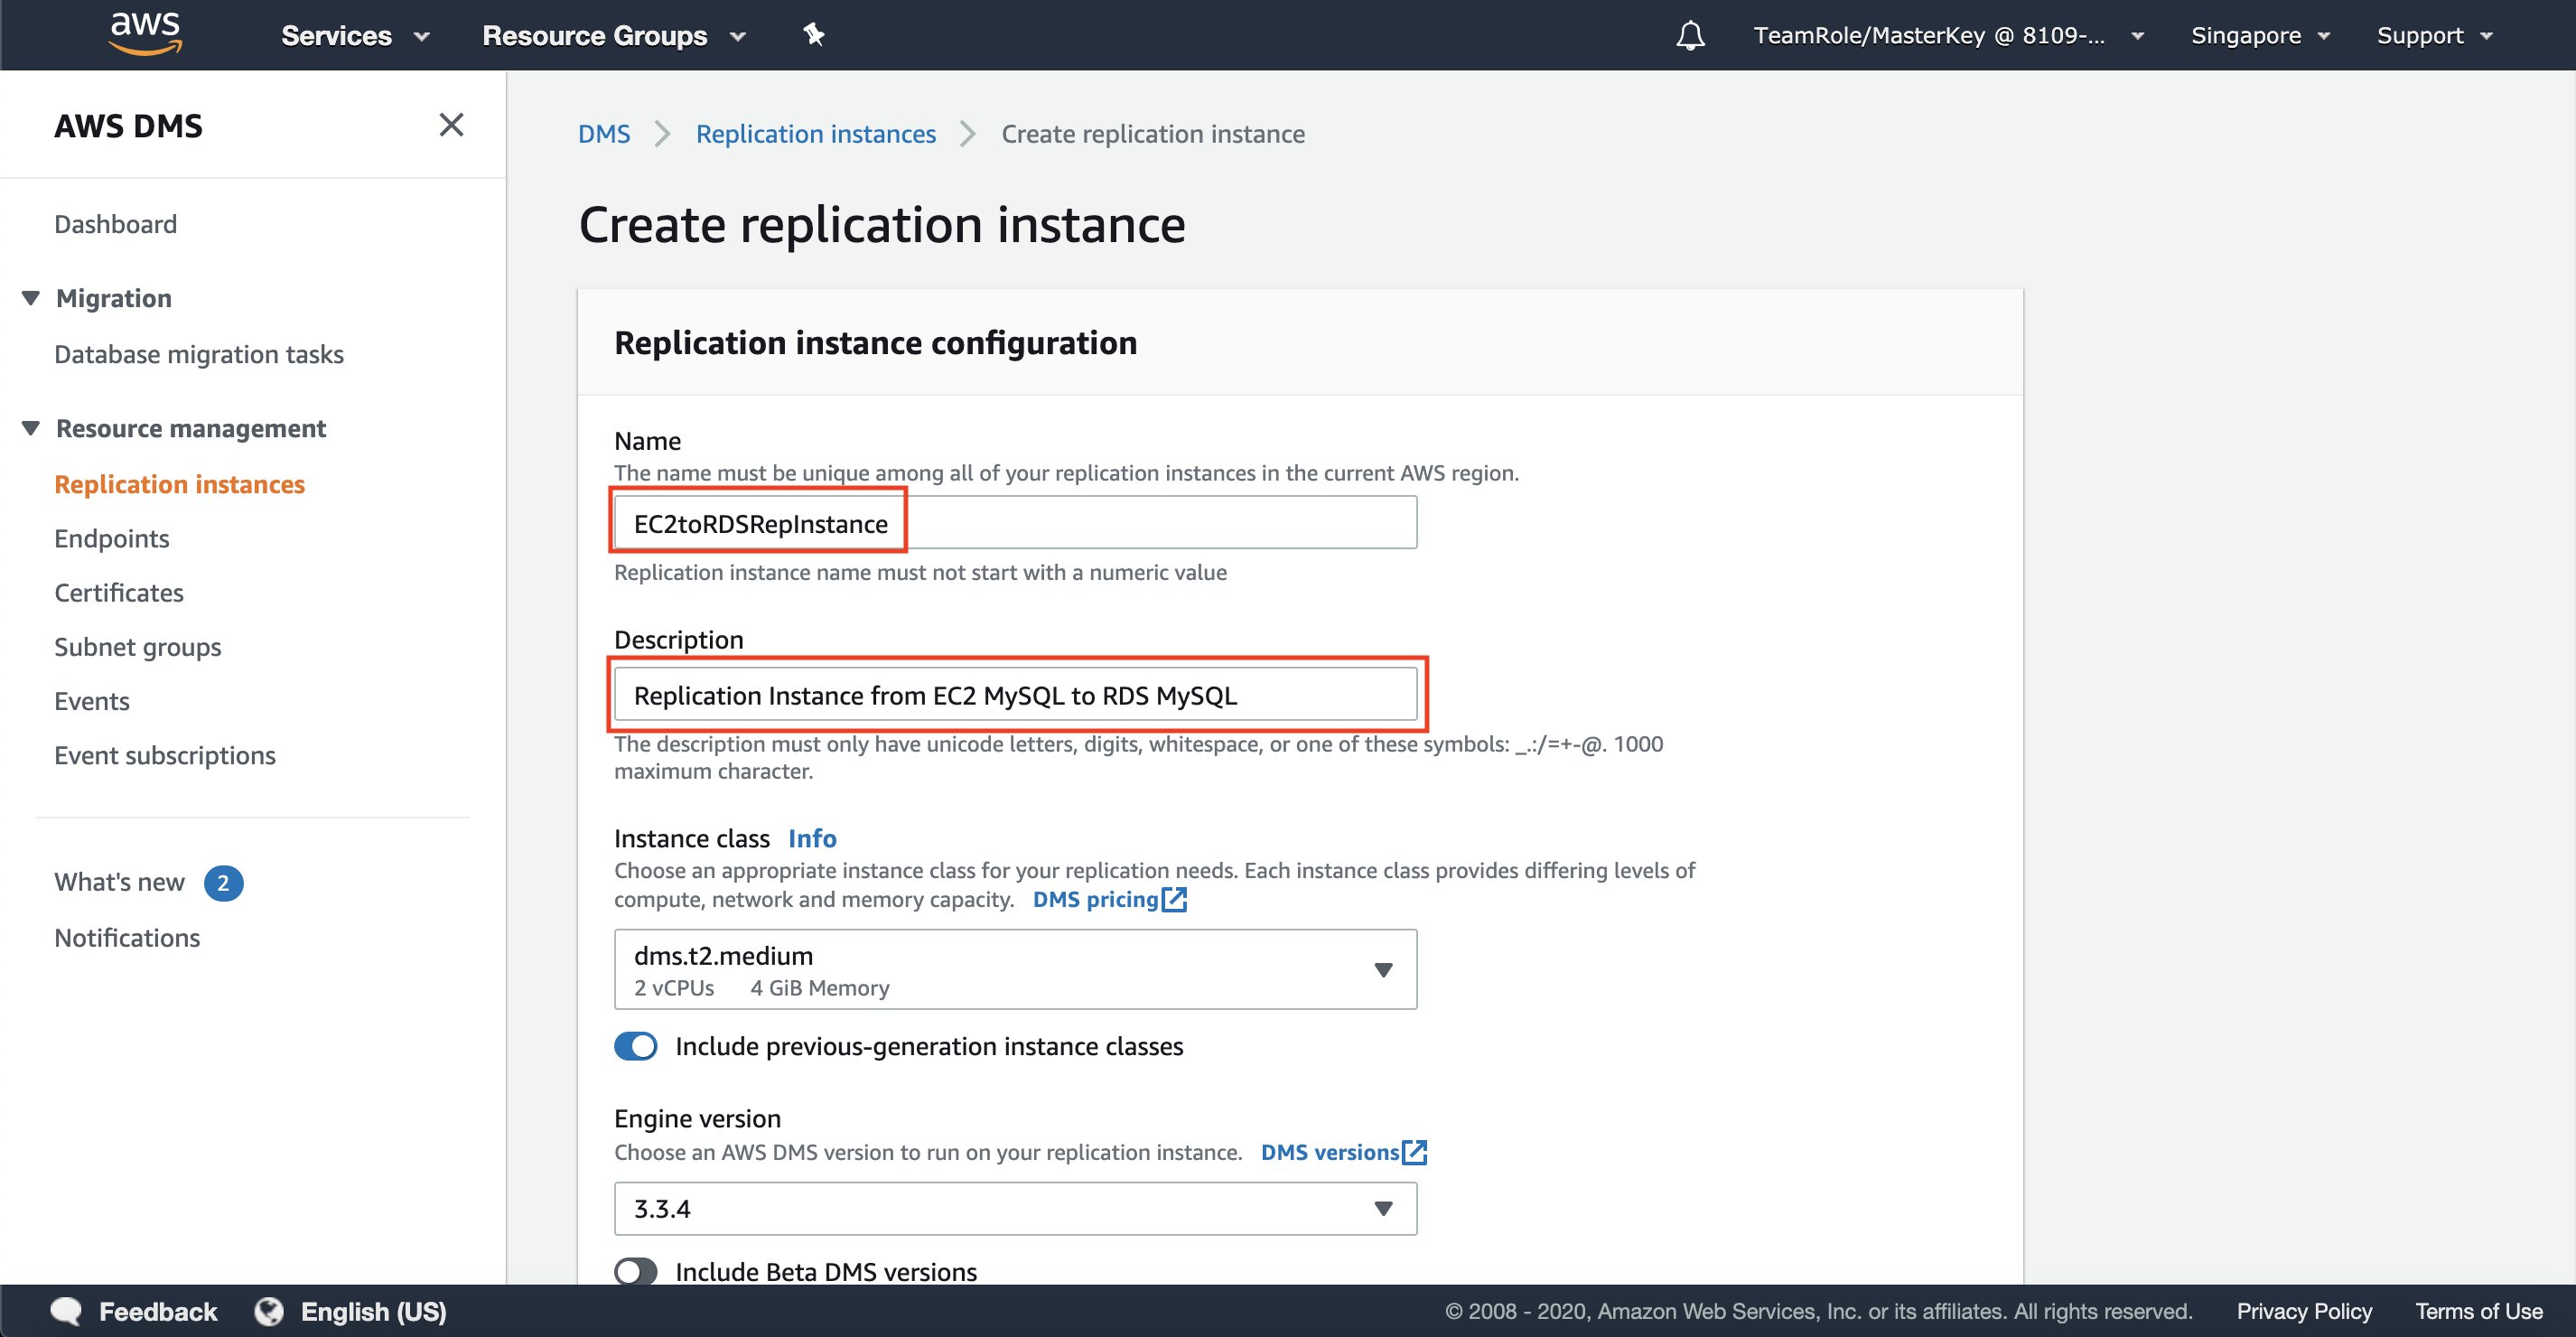 aws
Services
Resource Groups
TeamRole/MasterKey @ 8109-...
Singapore
Support
AWS DMS
Dashboard
Migration
Database migration tasks
Resource management
Replication instances
Endpoints
Certificates
Subnet groups
Events
Event subscriptions
What's new 2
Notifications
DMS
Replication instances
Create replication instance
Create replication instance
Replication instance configuration
Name
The name must be unique among all of your replication instances in the current AWS region.
EC2toRDSRepInstance
Replication instance name must not start with a numeric value
Description
Replication Instance from EC2 MySQL to RDS MySQL
The description must only have unicode letters, digits, whitespace, or one of these symbols: _.:/=+-@. 1000
maximum character.
Instance class Info
Choose an appropriate instance class for your replication needs. Each instance class provides differing levels of
compute, network and memory capacity. DMS pricing
dms.t2.medium
2 vCPUs 4 GiB Memory
Include previous-generation instance classes
Engine version
Choose an AWS DMS version to run on your replication instance. DMS versions
3.3.4
Include Beta DMS versions
Feedback
English (US)
© 2008 - 2020, Amazon Web Services, Inc. or its affiliates. All rights reserved.
Privacy Policy
Terms of Use